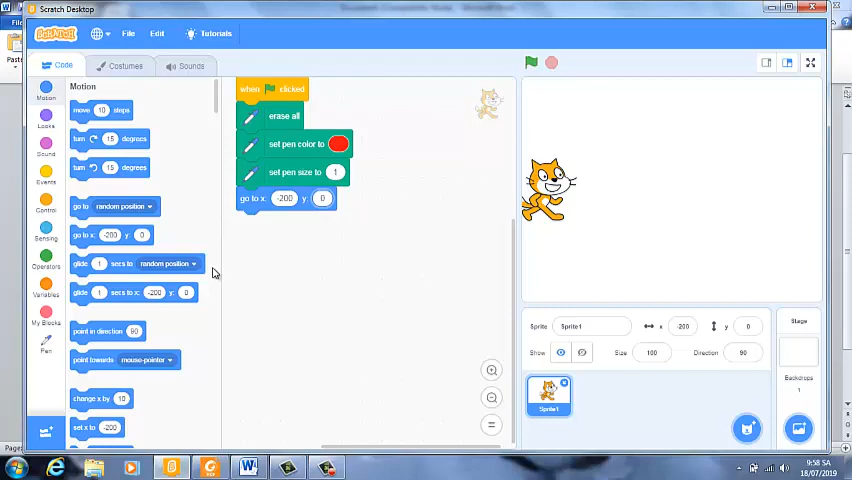 Scratch Desktop
SCRATCH
File
Edit
Tutorials
Code
Costumes
Sounds
Motion
Looks
Sound
Events
Control
Sensing
Operators
Variables
My Blocks
Pen
Motion
move 10 steps
turn 15 degrees
turn 15 degrees
go to random position
go to x: -200 y: 0
glide 1 secs to random position
glide 1 secs to x: -200 y: 0
point in direction 90
point towards mouse-pointer
change x by 10
set x to -200
when clicked
erase all
set pen color to
set pen size to 1
go to x: -200 y: 0
Sprite Sprite1 x -200 y 0
Show Size 100 Direction 90
Sprite1
Stage
Backdrops
1
9:58 SA
18/07/2019